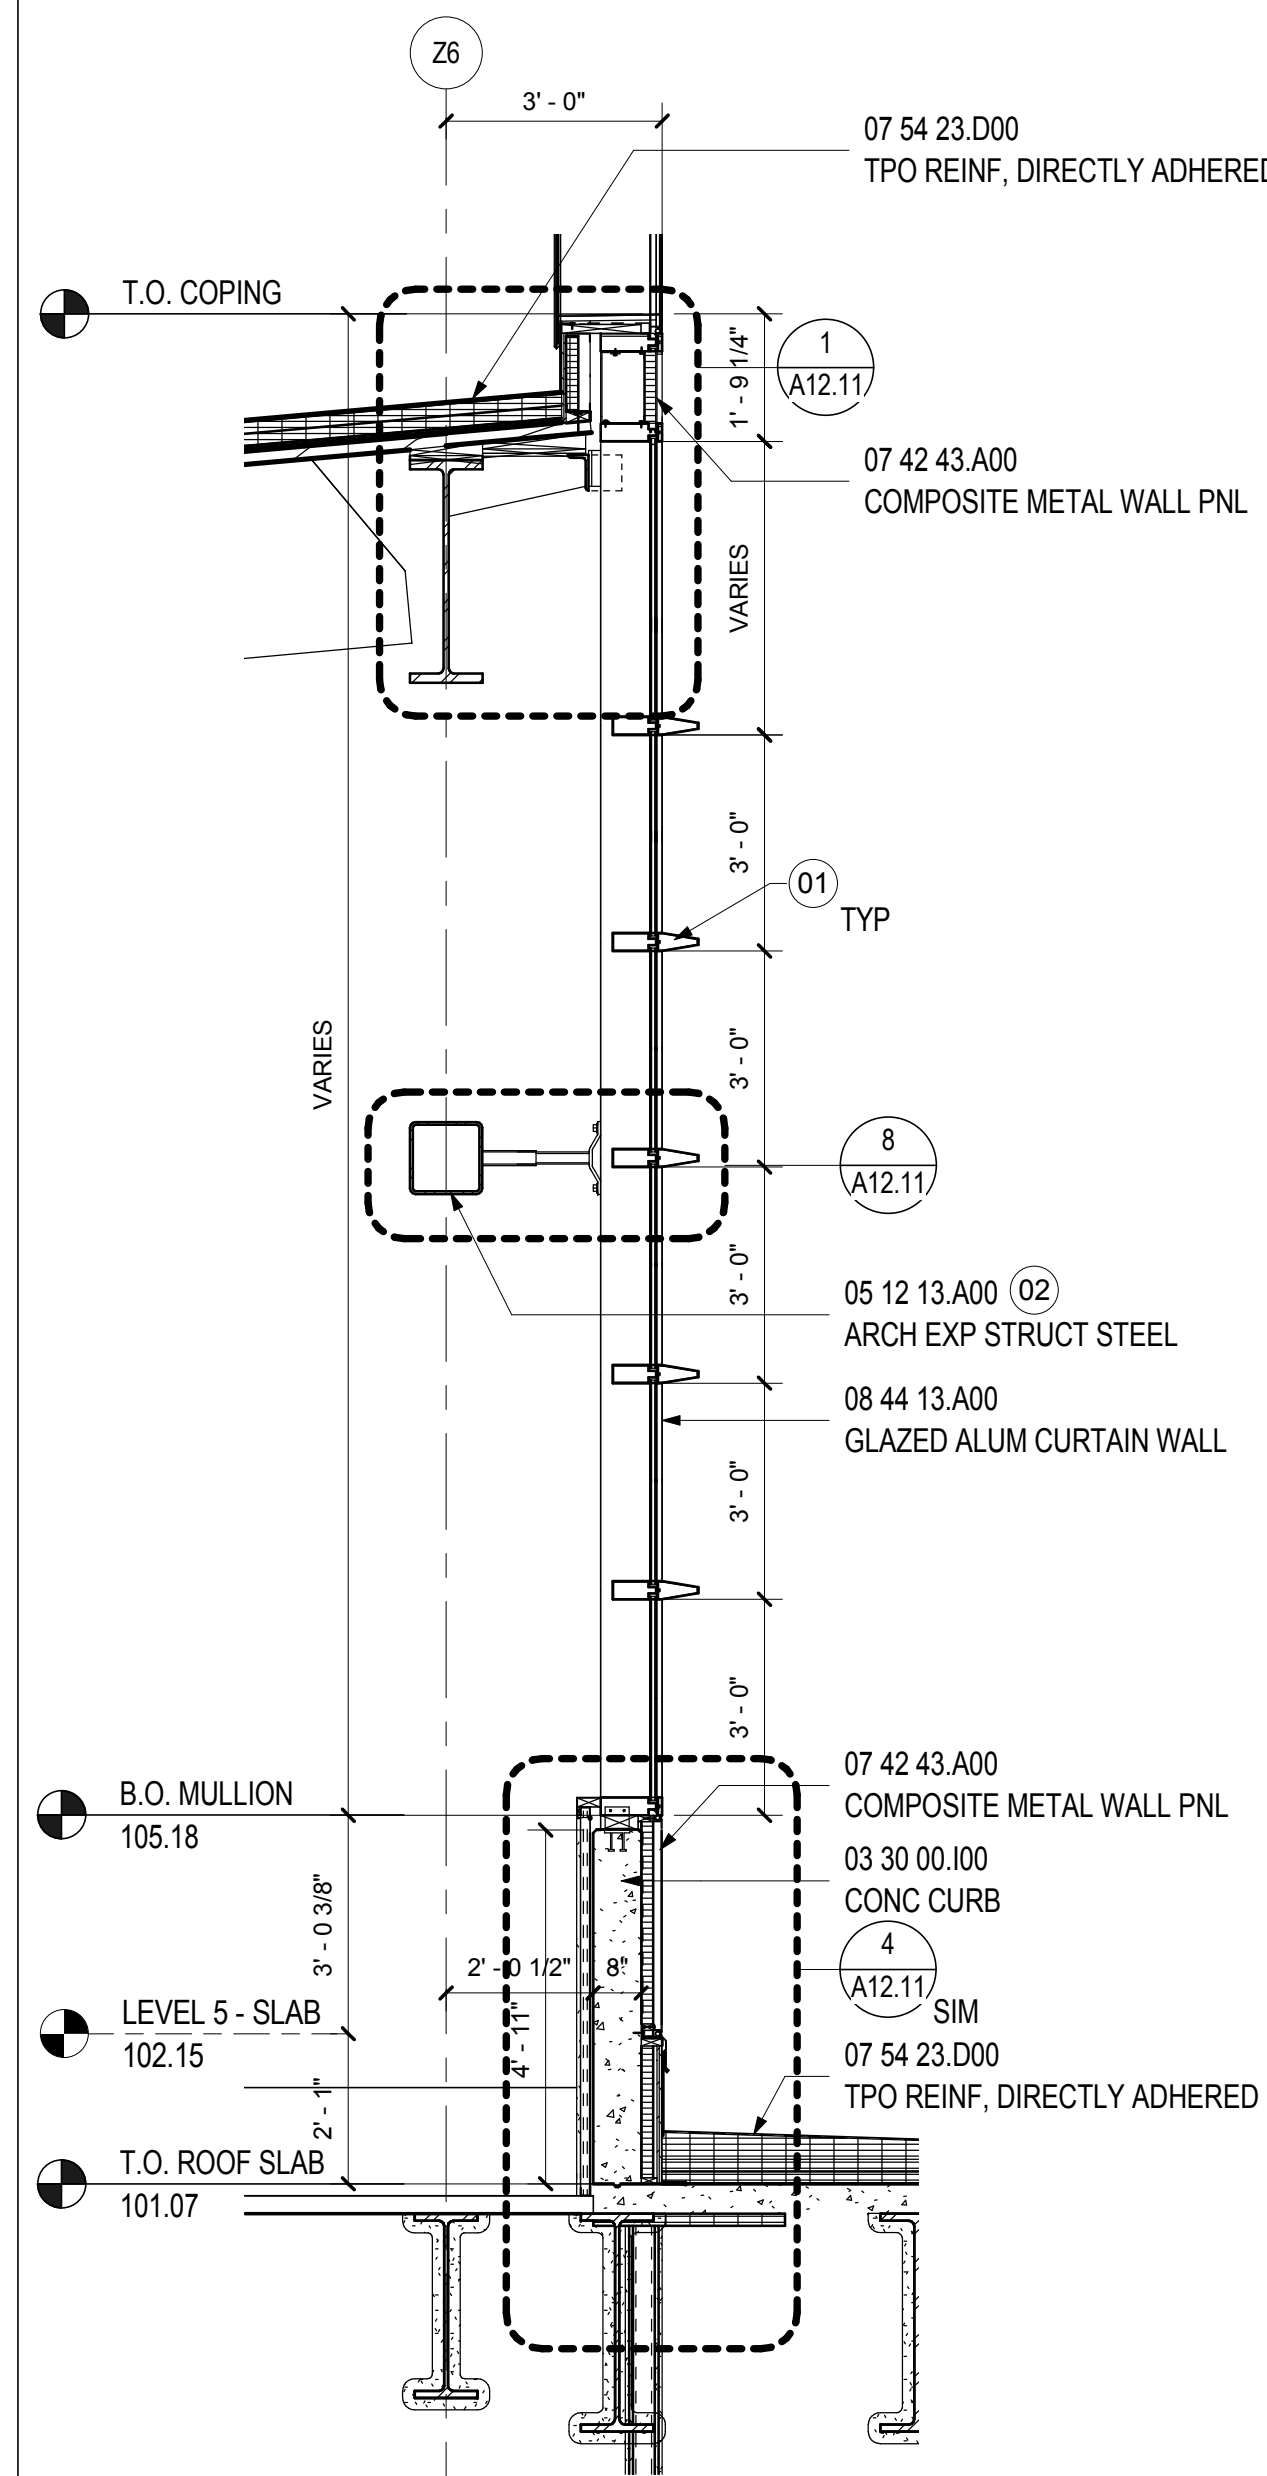 Z6
3' - 0"
07 54 23.D00
TPO REINF, DIRECTLY ADHERED
T.O. COPING
1
A12.11
1' - 9 1/4"
07 42 43.A00
COMPOSITE METAL WALL PNL
VARIES
3' - 0"
01
TYP
VARIES
3' - 0"
8
A12.11
3' - 0"
05 12 13.A00 02
ARCH EXP STRUCT STEEL
08 44 13.A00
GLAZED ALUM CURTAIN WALL
3' - 0"
3' - 0"
B.O. MULLION
105.18
07 42 43.A00
COMPOSITE METAL WALL PNL
03 30 00.I00
CONC CURB
3' - 0 3/8"
2' - 0 1/2"
8"
4
A12.11
SIM
LEVEL 5 - SLAB
102.15
4' - 11"
07 54 23.D00
TPO REINF, DIRECTLY ADHERED
2' - 1"
T.O. ROOF SLAB
101.07